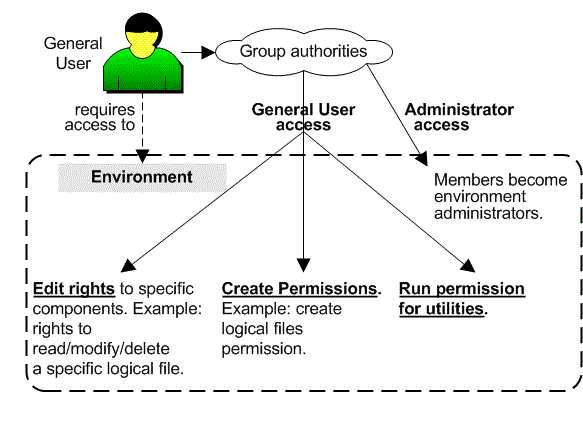 General
User
Group authorities
requires
access to
General User
access
Administrator
access
Environment
Members become
environment
administrators.
Edit rights to specific
components. Example:
rights to
read/modify/delete
a specific logical file.
Create Permissions.
Example: create
logical files
permission.
Run permission
for utilities.